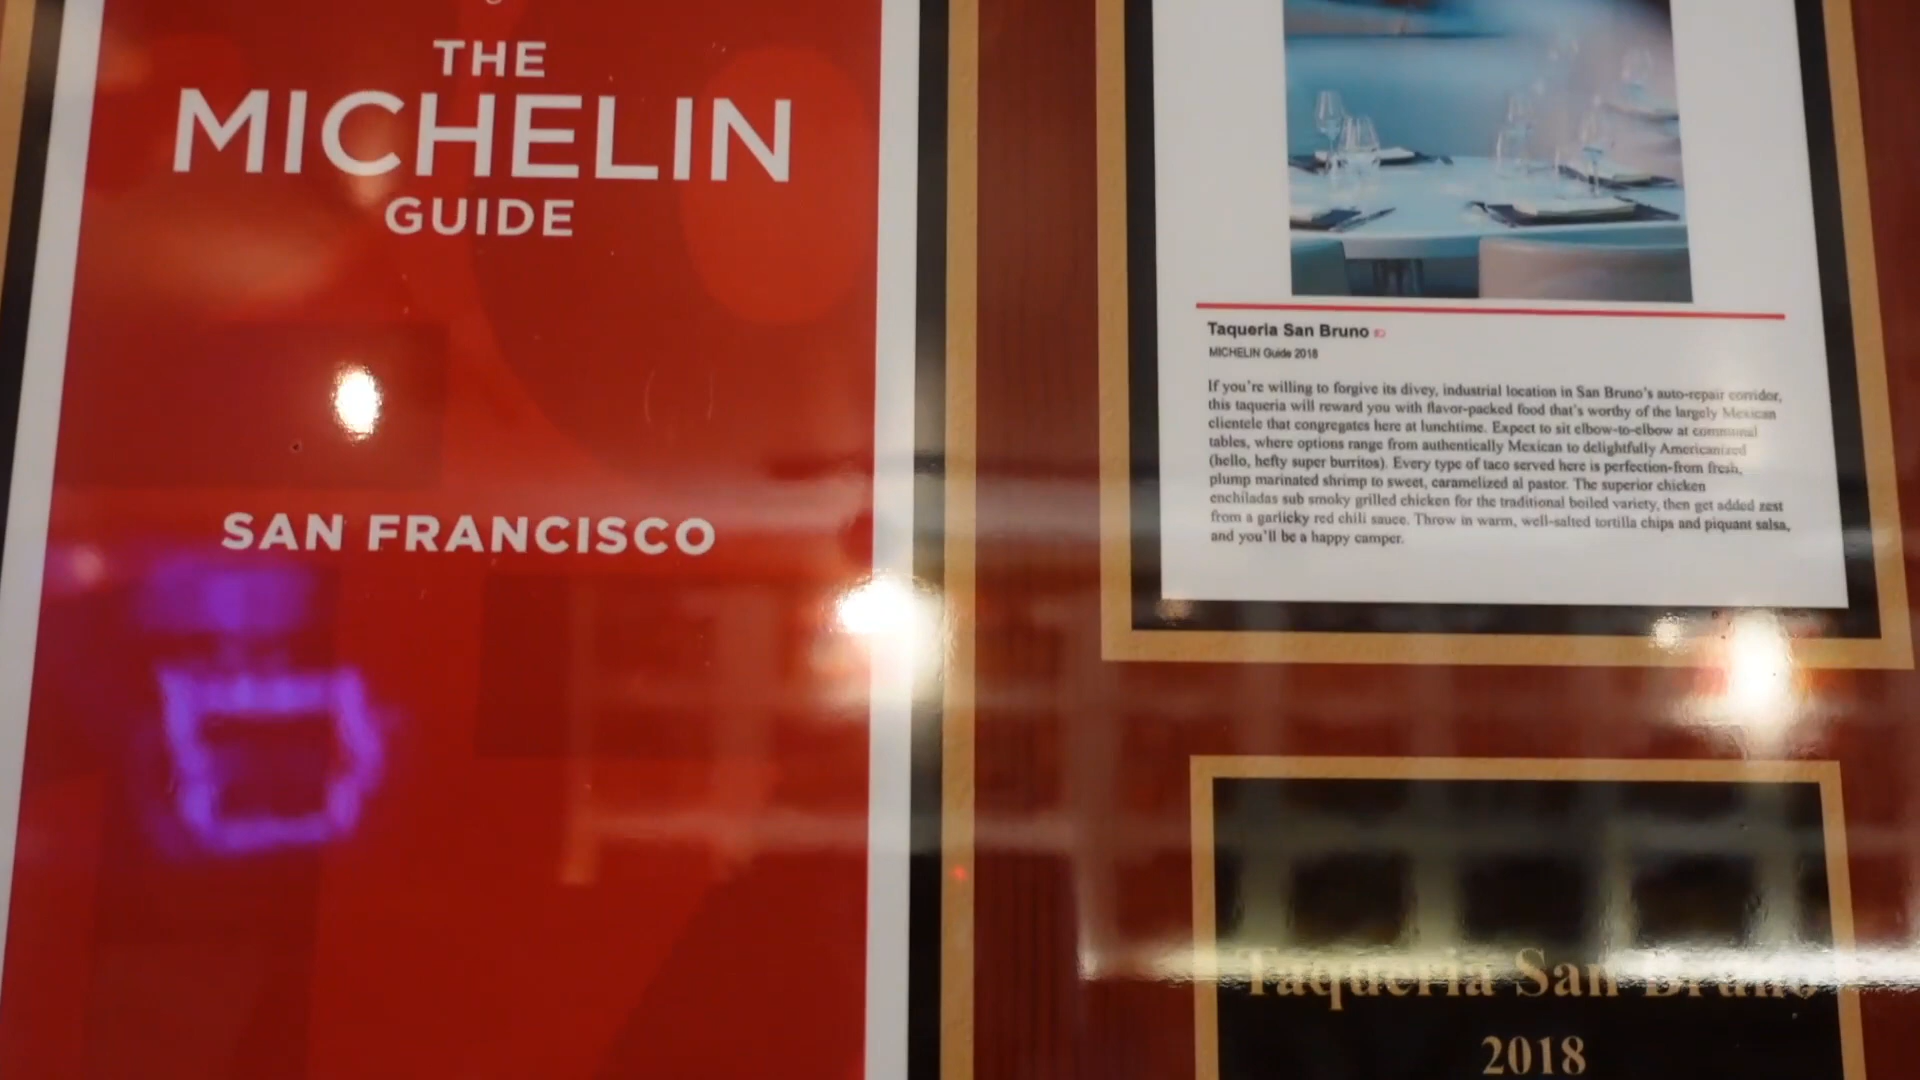 THE
MICHELIN
GUIDE
SAN FRANCISCO
Taqueria San Bruno
MICHELIN Guide 2018
If you're willing to forgive its divey, industrial location in San Bruno's auto-repair corridor,
this taqueria will reward you with flavor-packed food that's worthy of the largely Mexican
clientele that congregates here at lunchtime. Expect to sit elbow-to-elbow at communal
tables, where options range from authentically Mexican to delightfully Americanized
(hello, hefty super burritos). Every type of taco served here is perfection-from fresh,
plump marinated shrimp to sweet, caramelized al pastor. The superior chicken
enchiladas sub smoky grilled chicken for the traditional boiled variety, then get added zest
from a garlicky red chili sauce. Throw in warm, well-salted tortilla chips and piquant salsa,
and you'll be a happy camper.
Taqueria San Bruno
2018